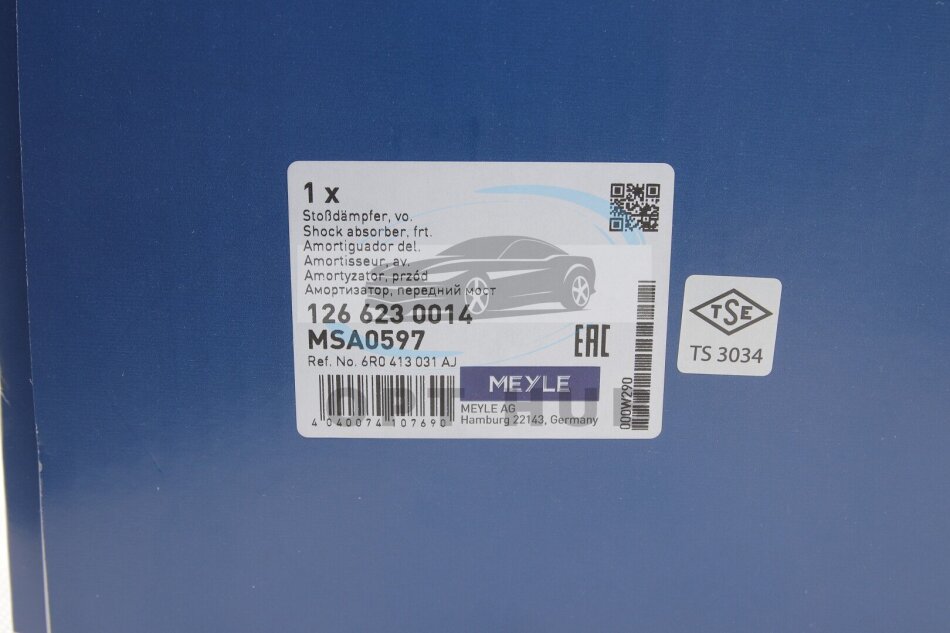 1 x
Stoßdämpfer, vo.
Shock absorber, frt.
Amortiguador del.
Amortisseur, av.
Amortyzator, przód
Амортизатор, передний мост
126 623 0014
MSA0597
Ref. No. 6R0 413 031 AJ
EAC
MEYLE
MEYLE AG
Hamburg 22143, Germany
4 040074 107690
000W290
OPT HUB
TSE
TS 3034